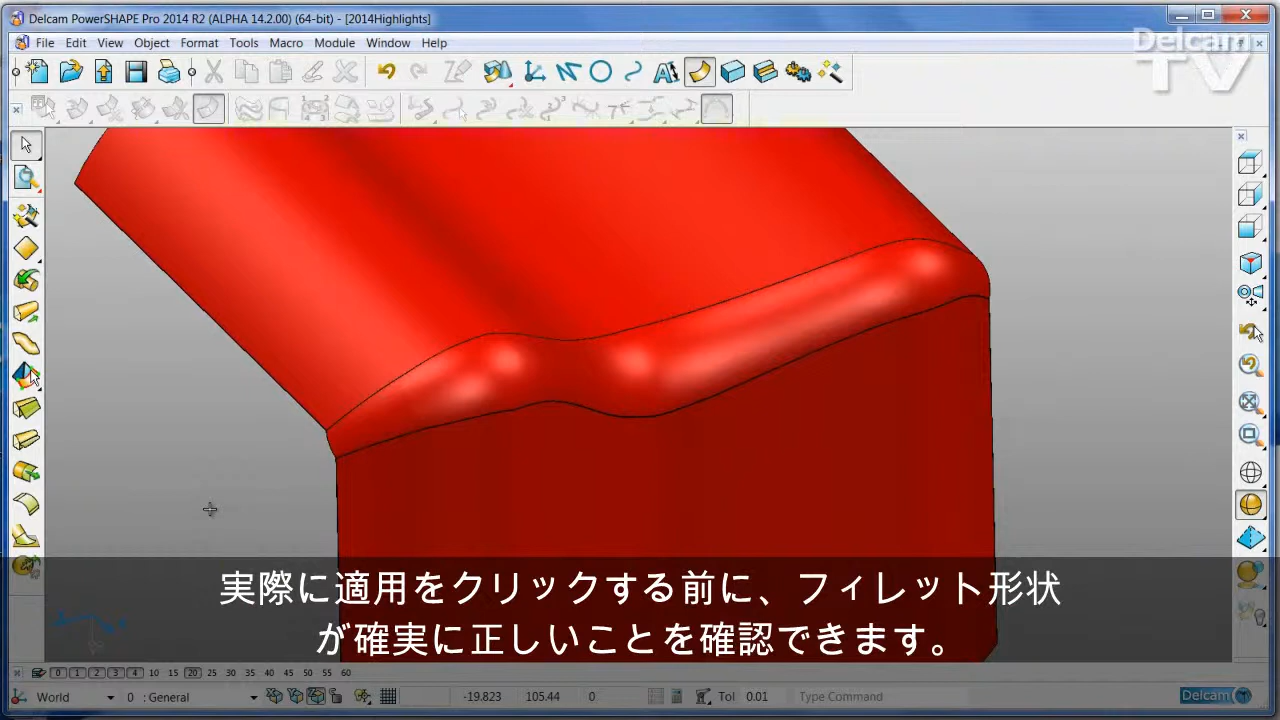 Delcam PowerSHAPE Pro 2014 R2 (ALPHA 14.2.00) (64-bit) - [2014Highlights]
File Edit View Object Format Tools Macro Module Window Help
Delcam
TV
実際に適用をクリックする前に、フィレット形状
が確実に正しいことを確認できます。
0 1 2 3 4 10 15 20 25 30 35 40 45 50 55 60
World 0 : General -19.823 105.44 0 Tol 0.01 Type Command Delcam